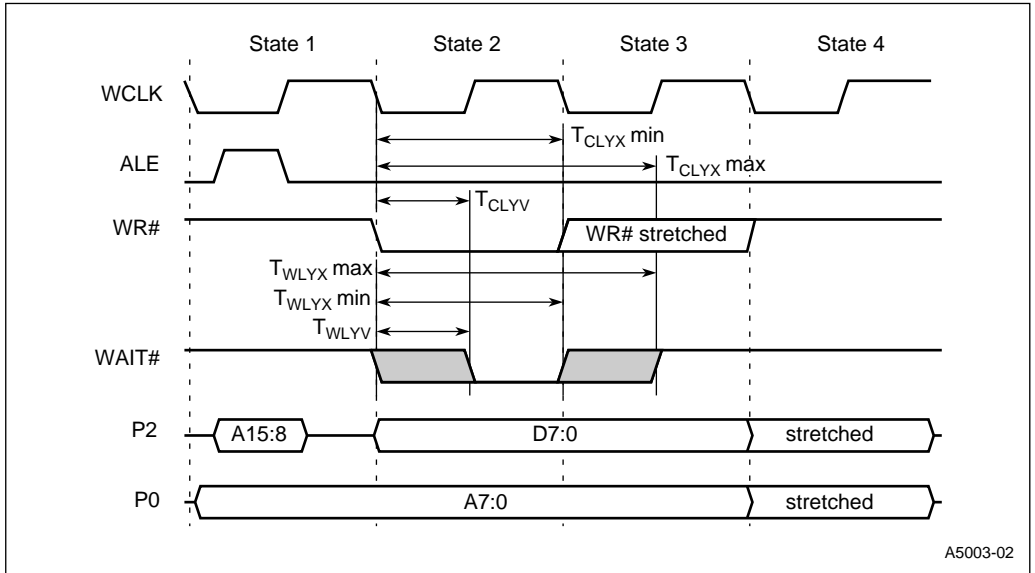 State 1 State 2 State 3 State 4
WCLK
T_CLYX min
ALE
T_CLYX max
T_CLYV
WR#
WR# stretched
T_WLYX max
T_WLYX min
T_WLYV
WAIT#
P2 A15:8 D7:0 stretched
P0 A7:0 stretched
A5003-02